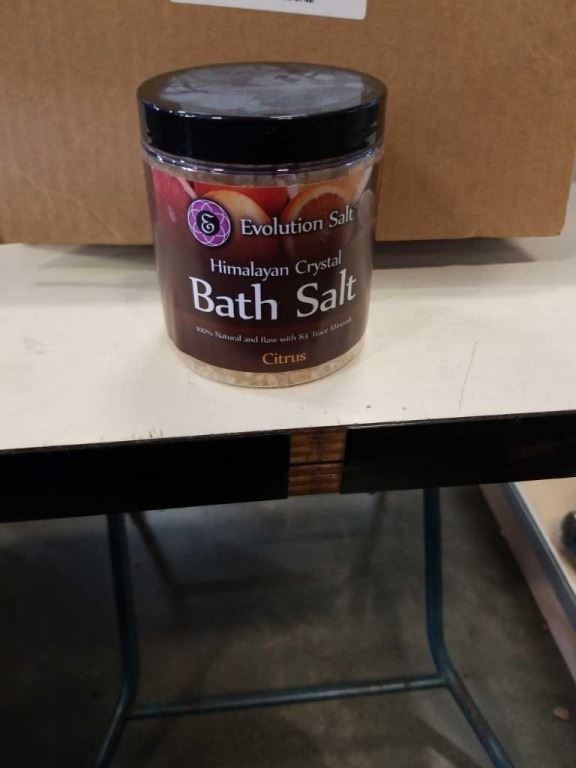 Evolution Salt
Himalayan Crystal
Bath Salt
100% Natural and Raw with 84 Trace Minerals
Citrus